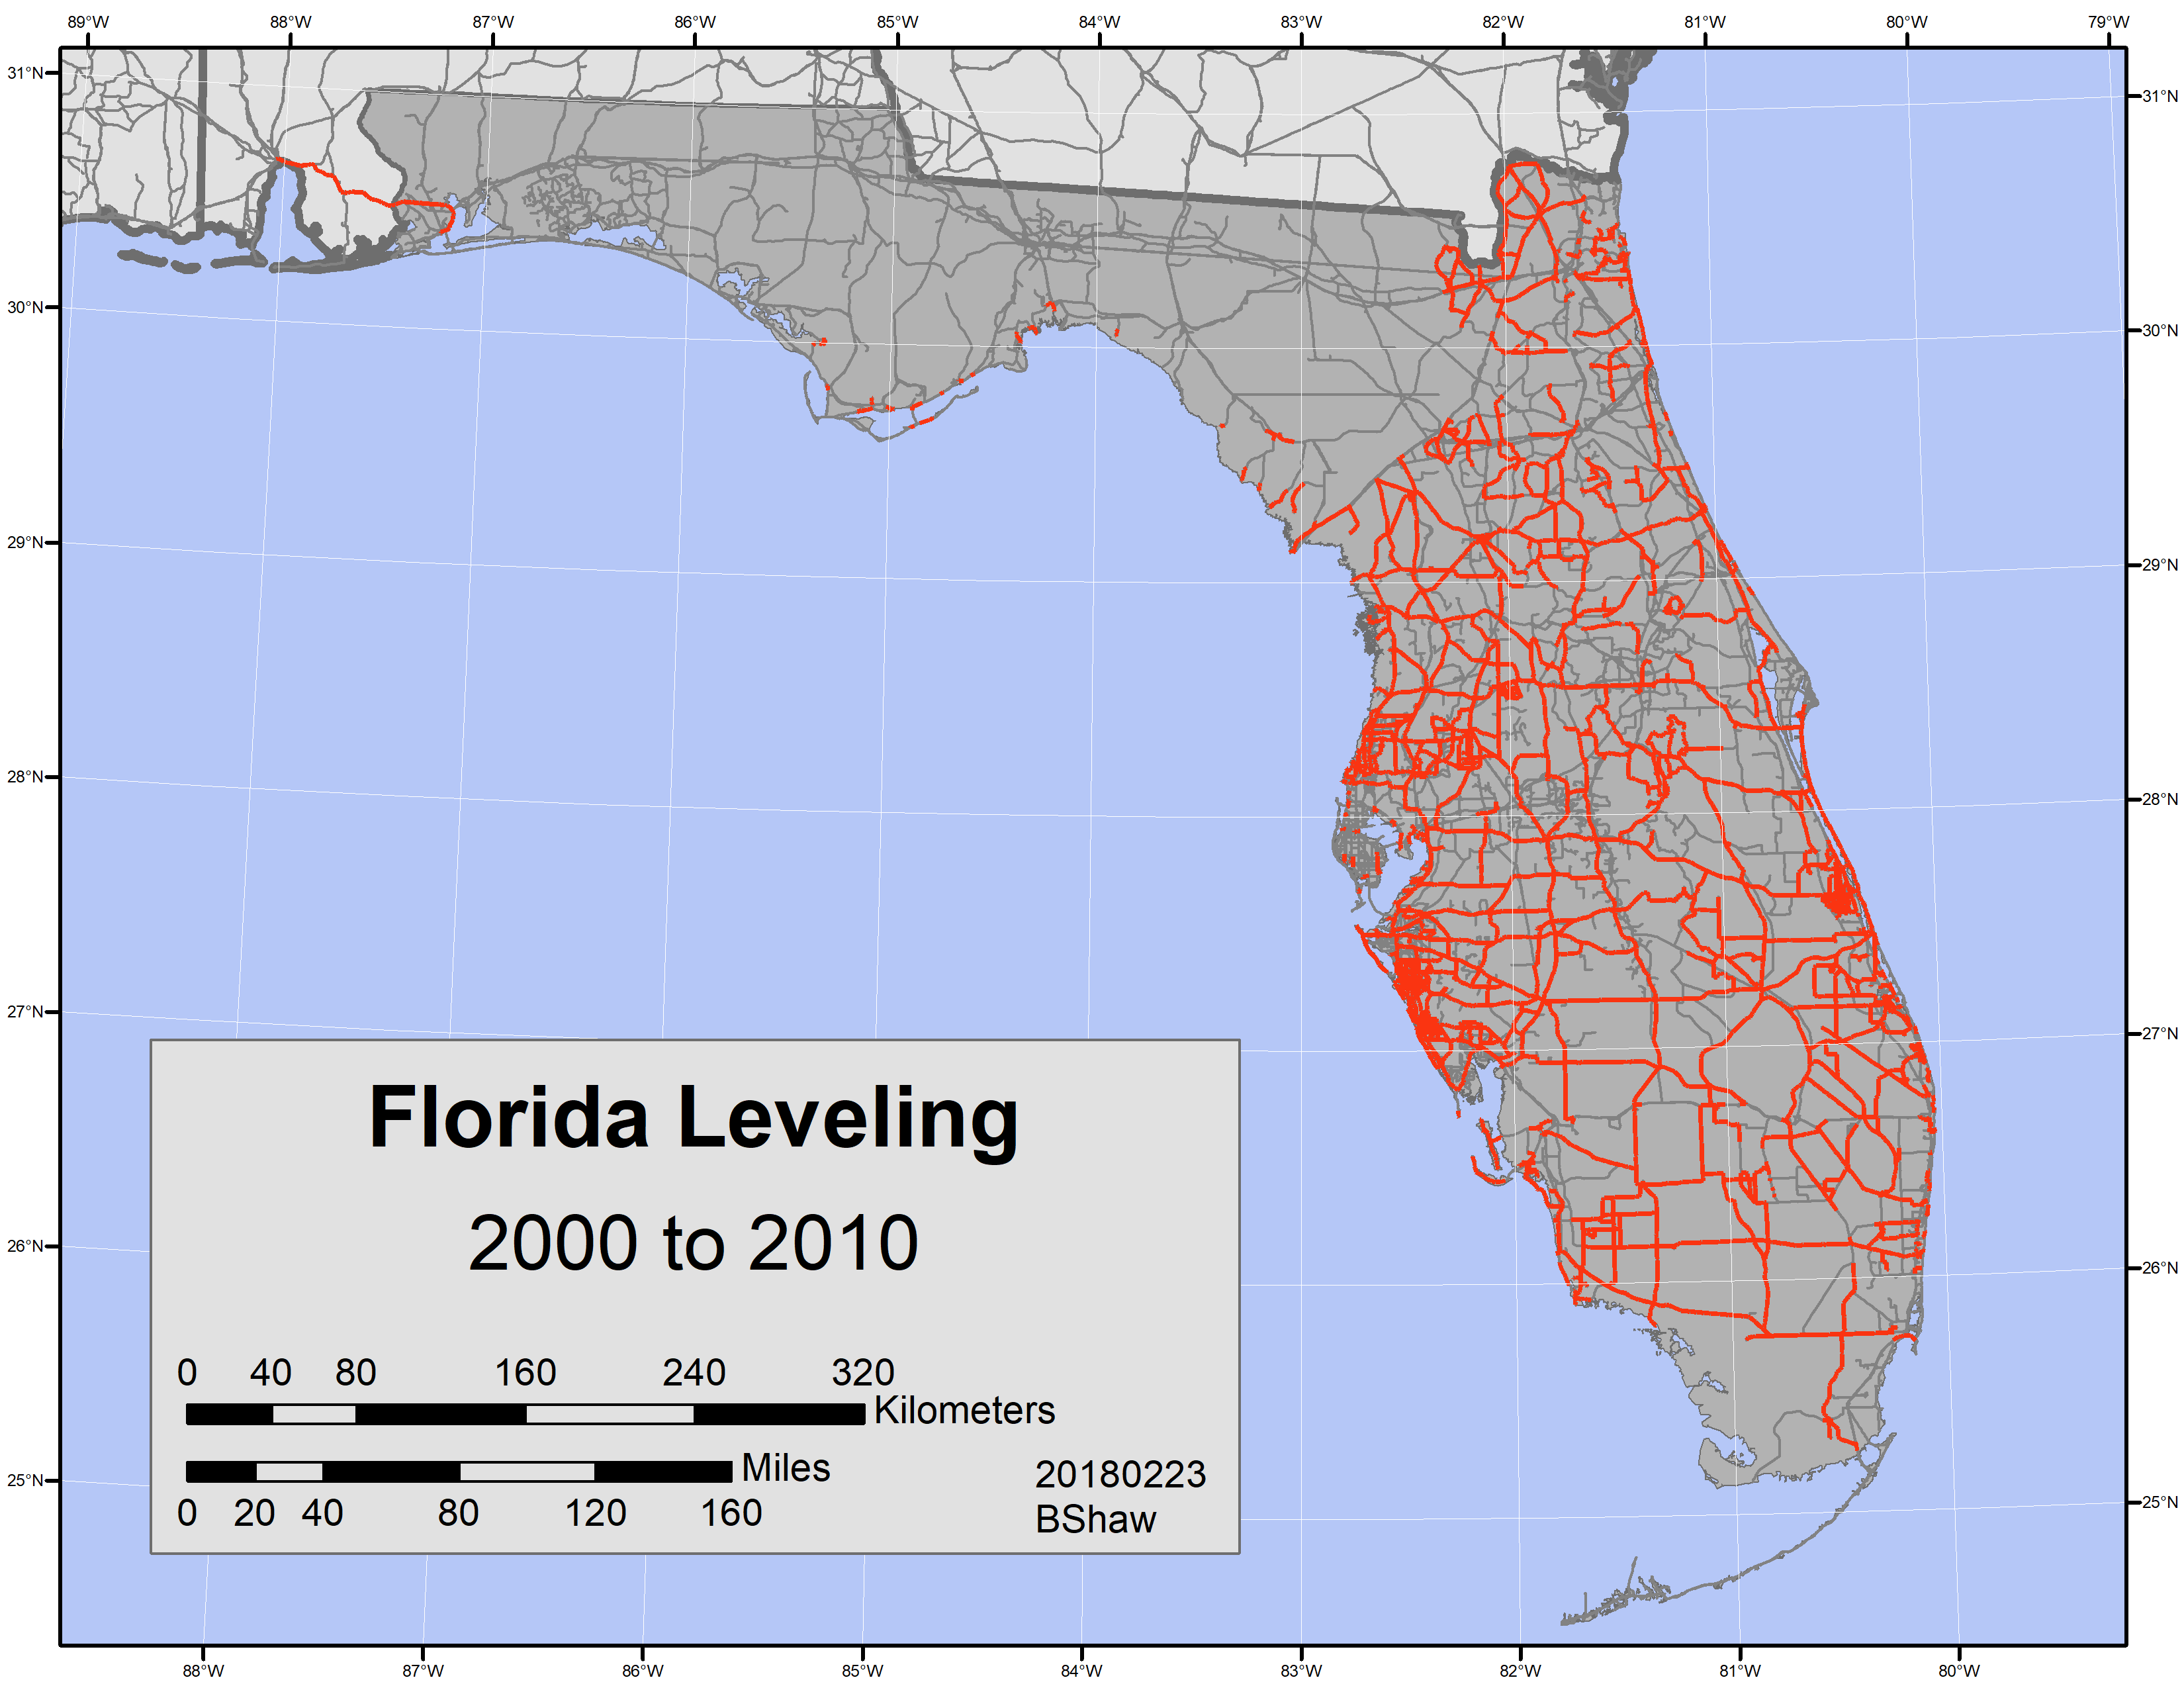 89°W 88°W 87°W 86°W 85°W 84°W 83°W 82°W 81°W 80°W 79°W
31°N 31°N
30°N 30°N
29°N 29°N
28°N 28°N
27°N 27°N
Florida Leveling
2000 to 2010
26°N 26°N
0 40 80 160 240 320
Kilometers
Miles
20180223
25°N 25°N
0 20 40 80 120 160
BShaw
88°W 87°W 86°W 85°W 84°W 83°W 82°W 81°W 80°W